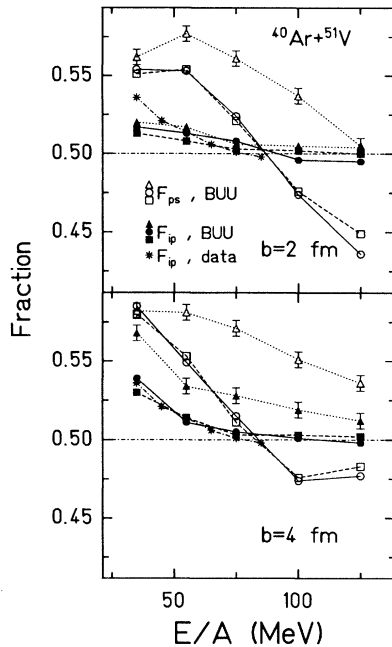 ⁴⁰Ar+⁵¹V
0.55
0.50
0.45
△
○ F_ps , BUU
□
▲
● F_ip , BUU
■
* F_ip , data
b=2 fm
Fraction
0.55
0.50
0.45
b=4 fm
50
100
E/A (MeV)